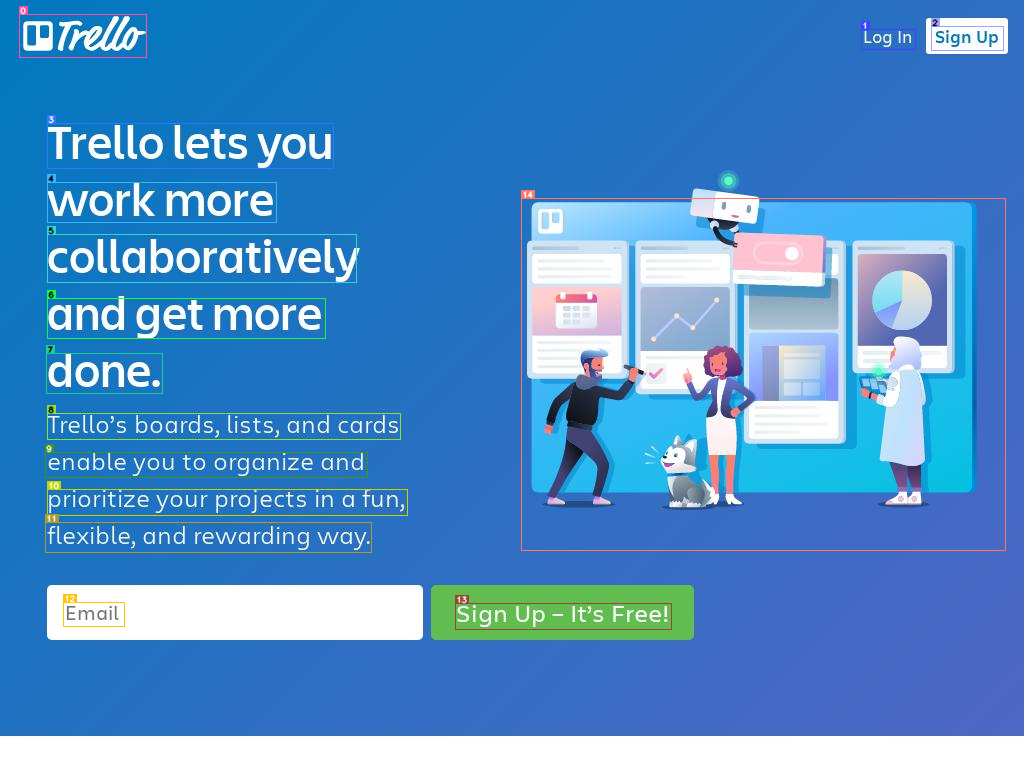 Trello
Log In
Sign Up
Trello lets you
work more
collaboratively
and get more
done.
Trello’s boards, lists, and cards
enable you to organize and
prioritize your projects in a fun,
flexible, and rewarding way.
Email
Sign Up – It’s Free!
0
1
2
3
4
5
6
7
8
9
10
11
12
13
14